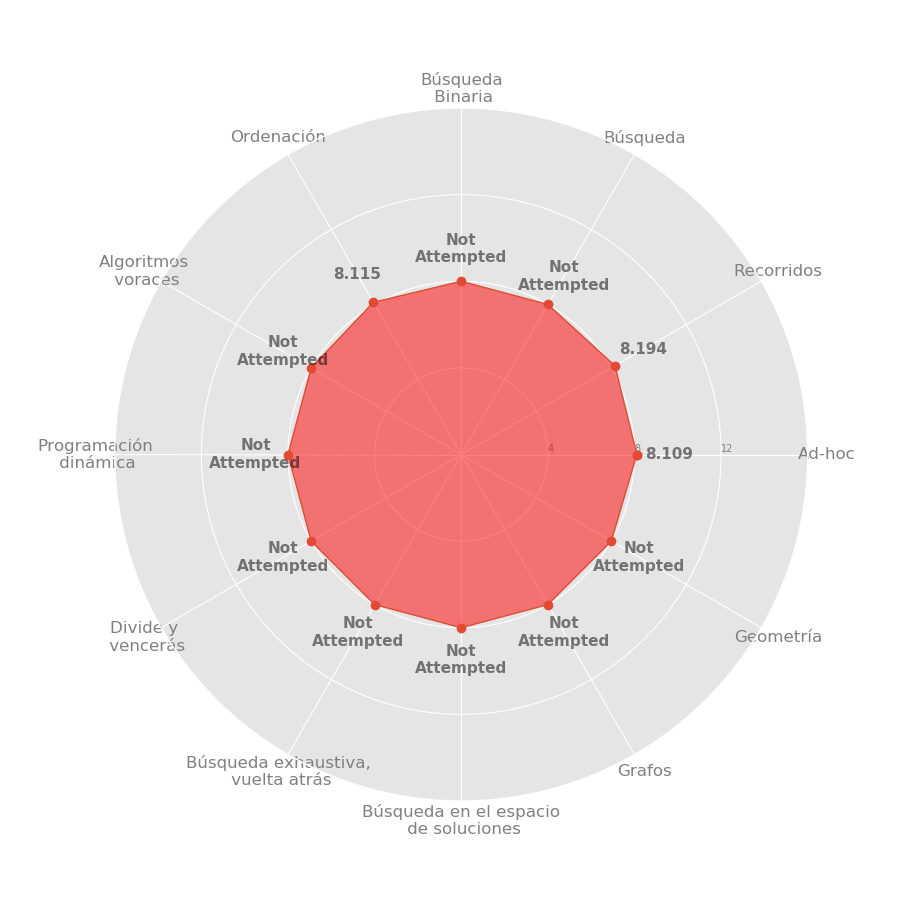 Búsqueda
Binaria
Ordenación
Búsqueda
Not
Attempted
Algoritmos
voraces
8.115
Not
Attempted
Recorridos
Not
Attempted
8.194
Programación
dinámica
Not
Attempted
4
8
12
8.109
Ad-hoc
Not
Attempted
Not
Attempted
Divide y
vencerás
Not
Attempted
Not
Attempted
Not
Attempted
Geometría
Búsqueda exhaustiva,
vuelta atrás
Grafos
Búsqueda en el espacio
de soluciones